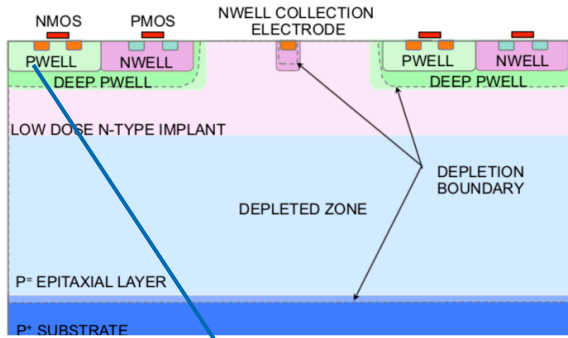 NMOS
PMOS
NWELL COLLECTION
ELECTRODE
PWELL
NWELL
DEEP PWELL
PWELL
NWELL
DEEP PWELL
LOW DOSE N-TYPE IMPLANT
DEPLETION
BOUNDARY
DEPLETED ZONE
P⁼ EPITAXIAL LAYER
P⁺ SUBSTRATE